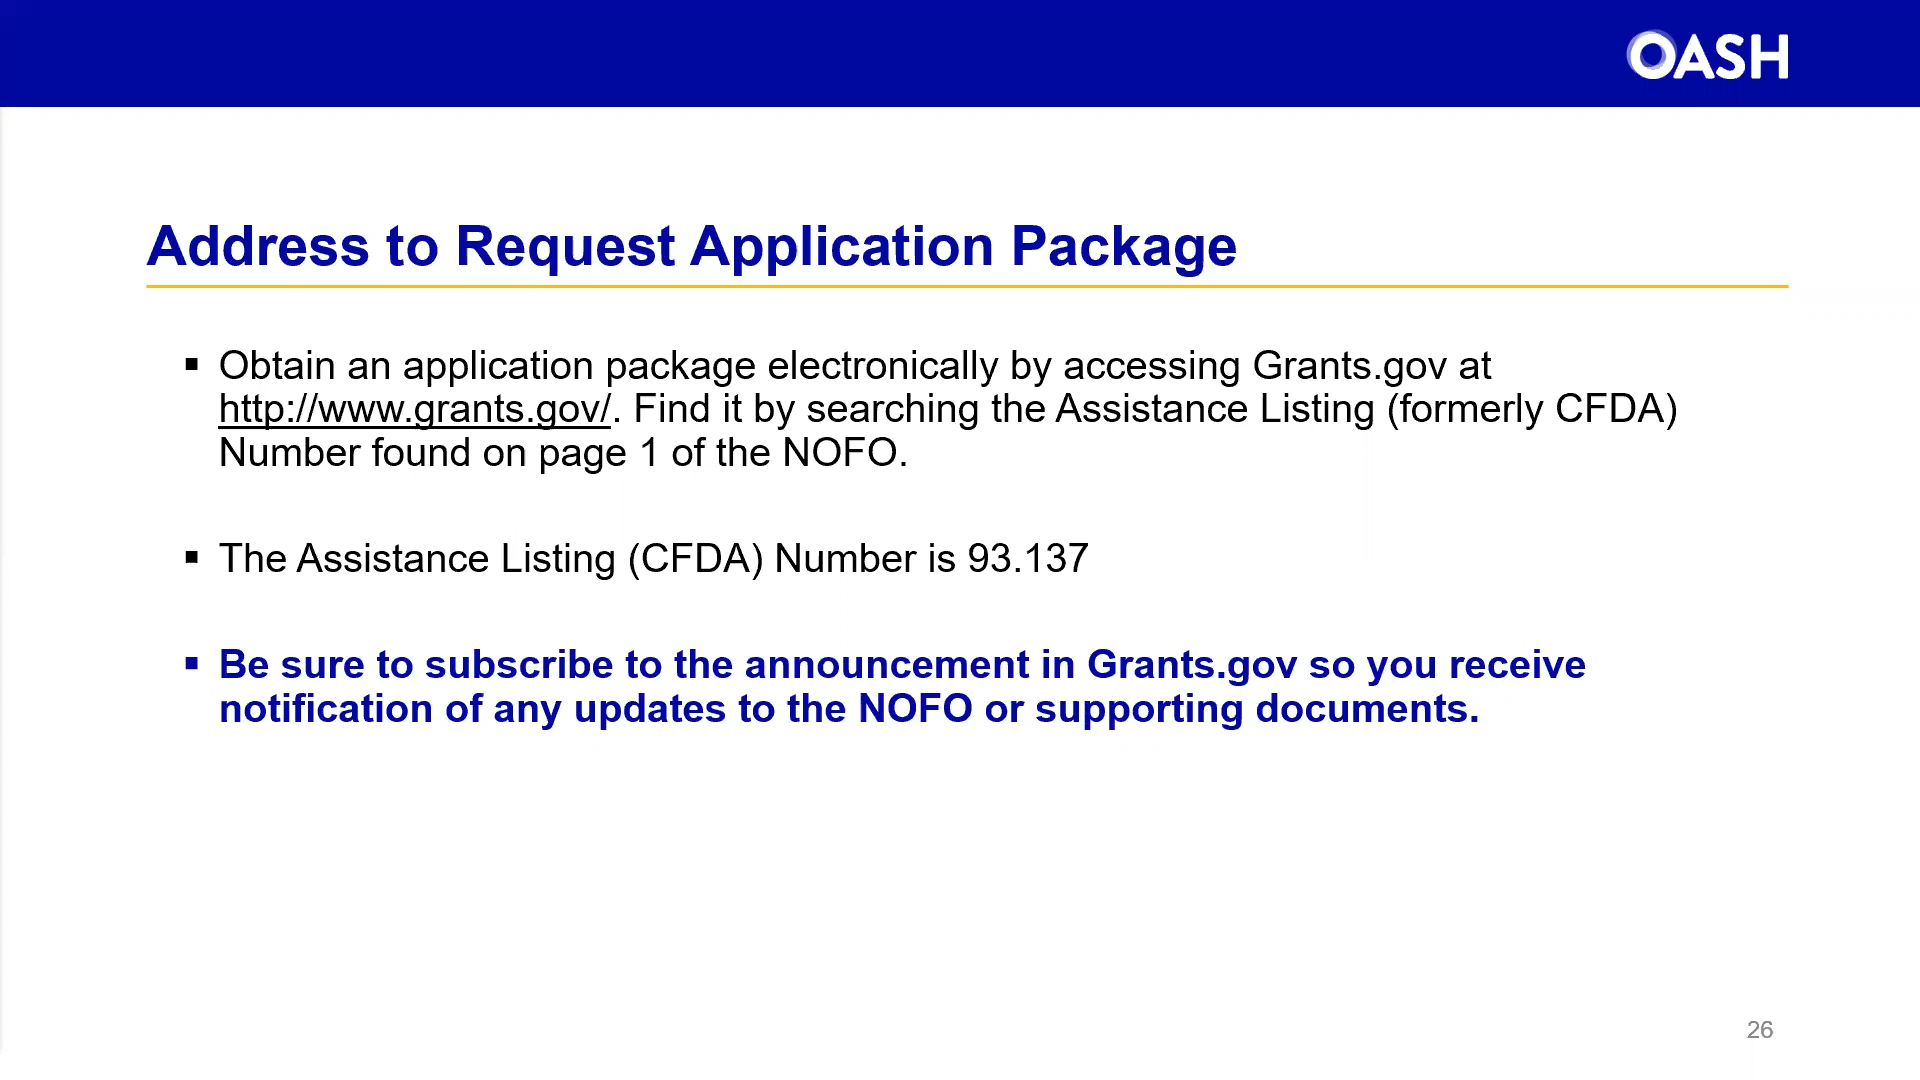 OASH
Address to Request Application Package
▪ Obtain an application package electronically by accessing Grants.gov at
http://www.grants.gov/. Find it by searching the Assistance Listing (formerly CFDA)
Number found on page 1 of the NOFO.
▪ The Assistance Listing (CFDA) Number is 93.137
▪ Be sure to subscribe to the announcement in Grants.gov so you receive
notification of any updates to the NOFO or supporting documents.
26